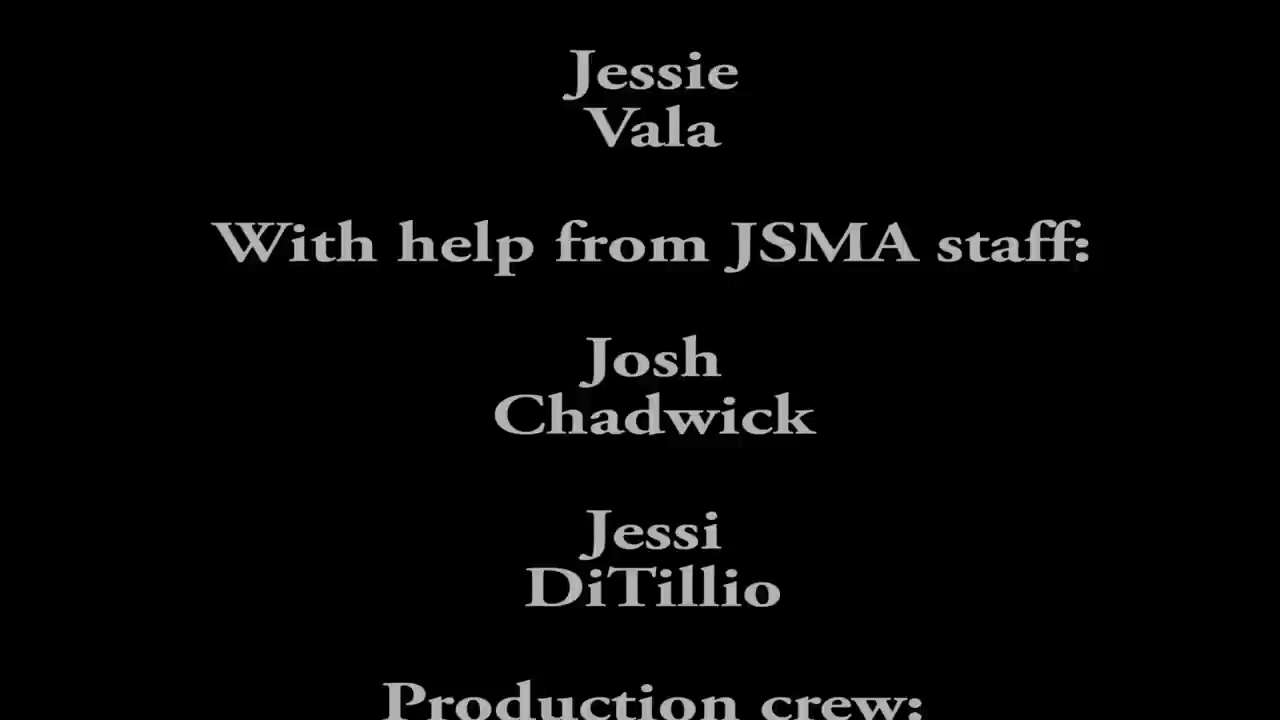 Jessie
Vala
With help from JSMA staff:
Josh
Chadwick
Jessi
DiTillio
Production crew: